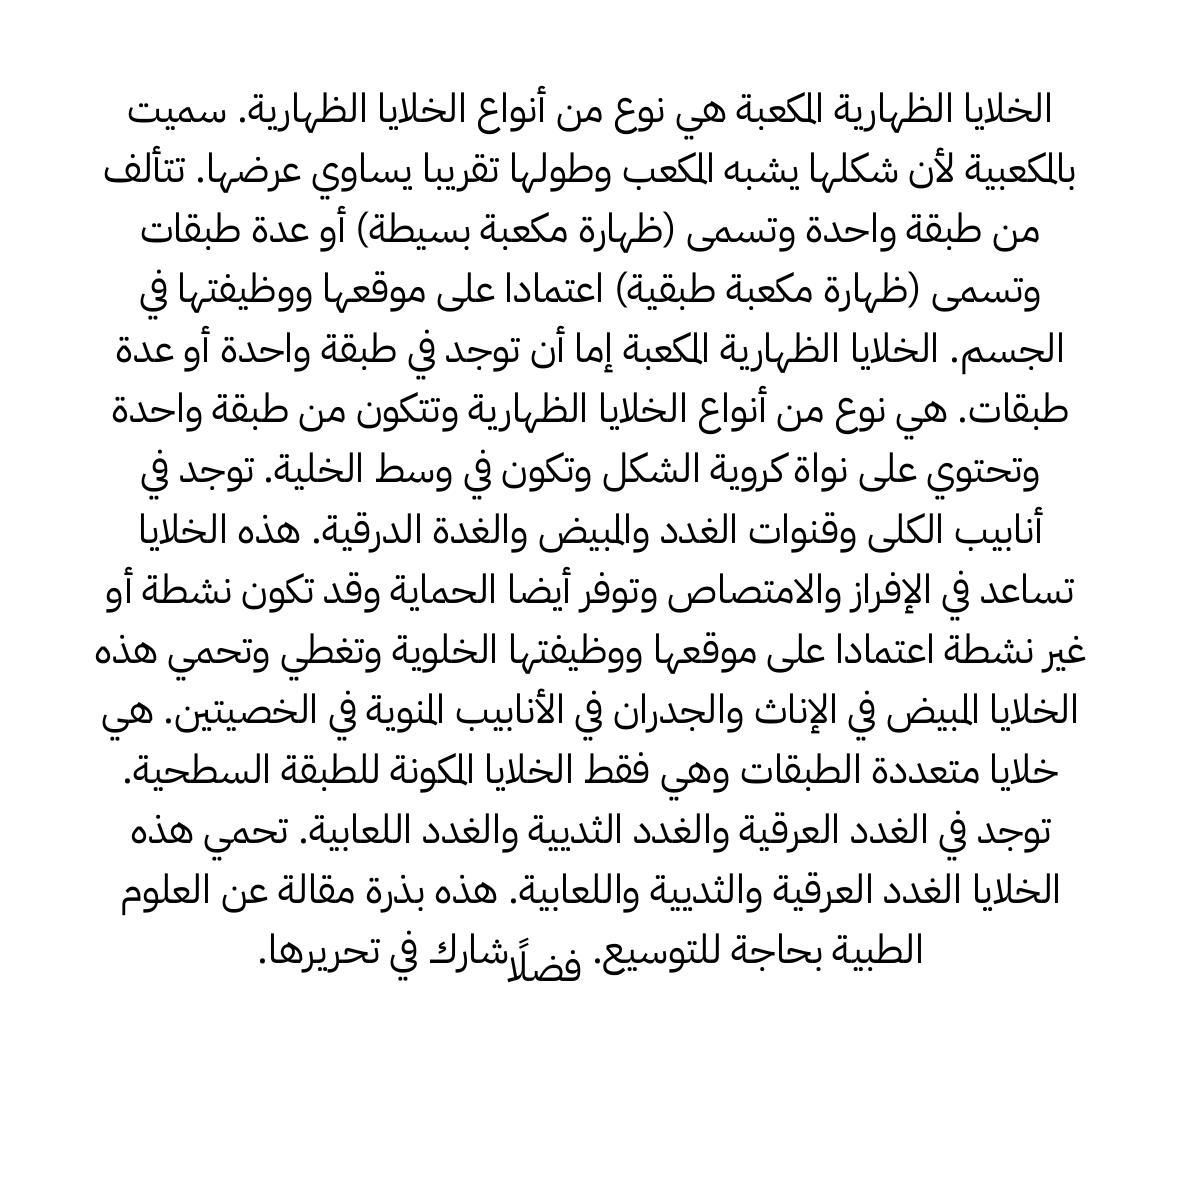 الخلايا الظهارية المكعبة هي نوع من أنواع الخلايا الظهارية. سميت
بالمكعبية لأن شكلها يشبه المكعب وطولها تقريبا يساوي عرضها. تتألف
من طبقة واحدة وتسمى (ظهارة مكعبة بسيطة) أو عدة طبقات
وتسمى (ظهارة مكعبة طبقية) اعتمادا على موقعها ووظيفتها في
الجسم. الخلايا الظهارية المكعبة إما أن توجد في طبقة واحدة أو عدة
طبقات. هي نوع من أنواع الخلايا الظهارية وتتكون من طبقة واحدة
وتحتوي على نواة كروية الشكل وتكون في وسط الخلية. توجد في
أنابيب الكلى وقنوات الغدد والمبيض والغدة الدرقية. هذه الخلايا
تساعد في الإفراز والامتصاص وتوفر أيضا الحماية وقد تكون نشطة أو
غير نشطة اعتمادا على موقعها ووظيفتها الخلوية وتغطي وتحمي هذه
الخلايا المبيض في الإناث والجدران في الأنابيب المنوية في الخصيتين. هي
خلايا متعددة الطبقات وهي فقط الخلايا المكونة للطبقة السطحية.
توجد في الغدد العرقية والغدد الثديية والغدد اللعابية. تحمي هذه
الخلايا الغدد العرقية والثديية واللعابية. هذه بذرة مقالة عن العلوم
الطبية بحاجة للتوسيع. فضلًا شارك في تحريرها.